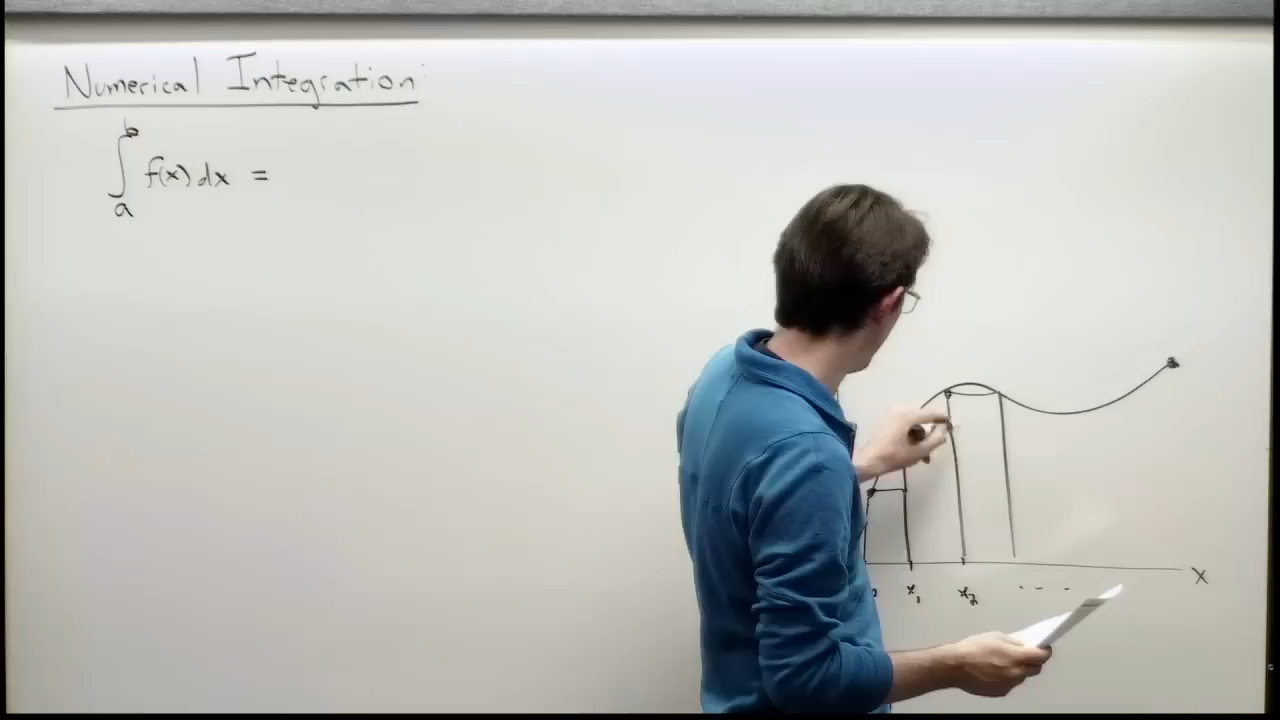 Numerical Integration:
∫ₐᵇ f(x) dx =
x
x₁ x₂ ...